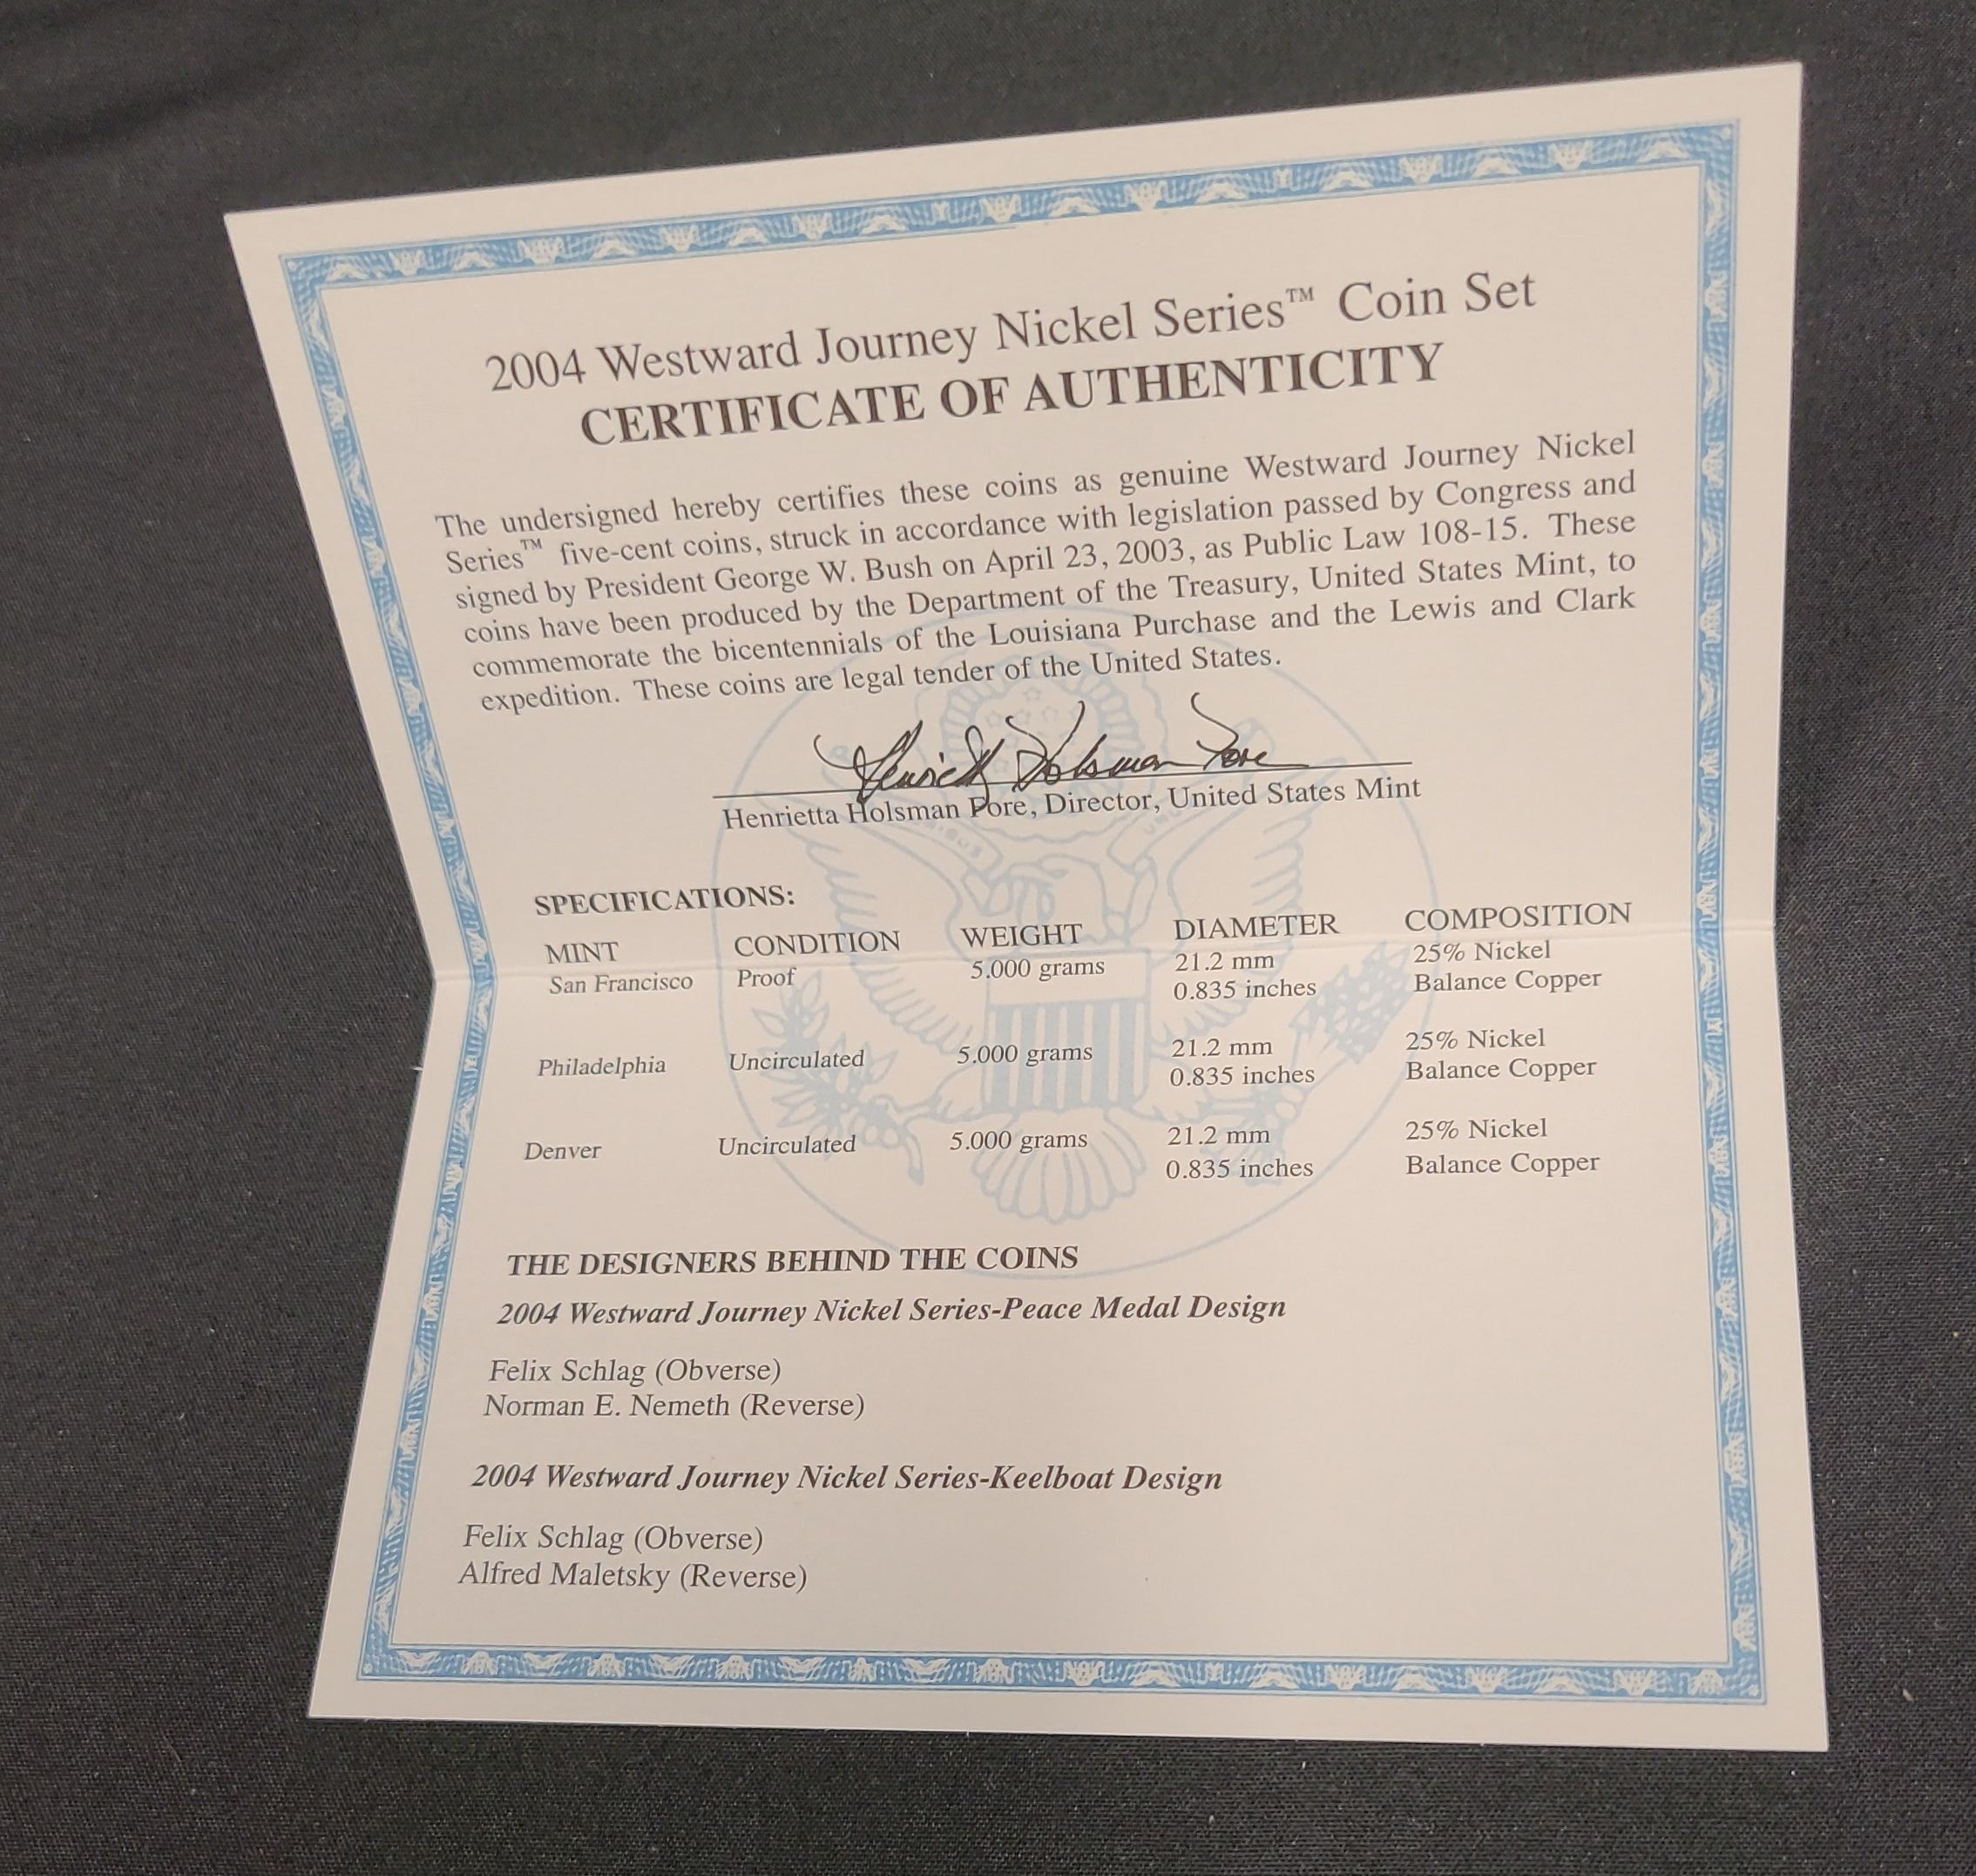 2004 Westward Journey Nickel Series™ Coin Set
CERTIFICATE OF AUTHENTICITY
The undersigned hereby certifies these coins as genuine Westward Journey Nickel
Series™ five-cent coins, struck in accordance with legislation passed by Congress and
signed by President George W. Bush on April 23, 2003, as Public Law 108-15. These
coins have been produced by the Department of the Treasury, United States Mint, to
commemorate the bicentennials of the Louisiana Purchase and the Lewis and Clark
expedition. These coins are legal tender of the United States.
Henrietta Holsman Fore
Henrietta Holsman Fore, Director, United States Mint
SPECIFICATIONS:
MINT CONDITION WEIGHT DIAMETER COMPOSITION
San Francisco Proof 5.000 grams 21.2 mm 25% Nickel
0.835 inches Balance Copper
Philadelphia Uncirculated 5.000 grams 21.2 mm 25% Nickel
0.835 inches Balance Copper
Denver Uncirculated 5.000 grams 21.2 mm 25% Nickel
0.835 inches Balance Copper
THE DESIGNERS BEHIND THE COINS
2004 Westward Journey Nickel Series-Peace Medal Design
Felix Schlag (Obverse)
Norman E. Nemeth (Reverse)
2004 Westward Journey Nickel Series-Keelboat Design
Felix Schlag (Obverse)
Alfred Maletsky (Reverse)